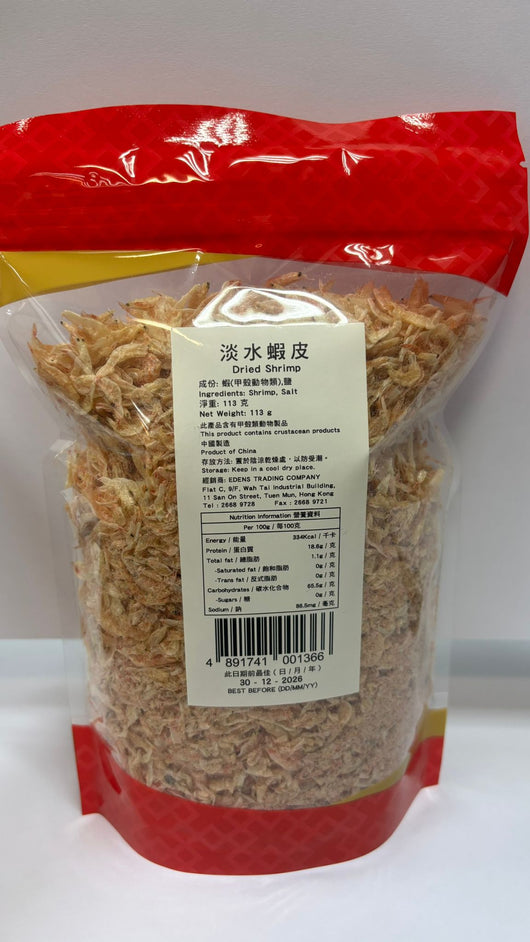 淡水蝦皮
Dried Shrimp
成份: 蝦(甲殼動物類),鹽
Ingredients: Shrimp, Salt
淨重: 113 克
Net Weight: 113 g
此產品含有甲殼類動物製品
This product contains crustacean products
中國製造
Product of China
存放方法: 置於陰涼乾燥處，以防受潮。
Storage: Keep in a cool dry place.
經銷商: EDENS TRADING COMPANY
Flat C, 9/F, Wah Tai Industrial Building,
11 San On Street, Tuen Mun, Hong Kong
Tel : 2668 9728 Fax : 2668 9721
Nutrition Information 營養資料
Per 100g / 每100克
Energy / 能量 334Kcal / 千卡
Protein / 蛋白質 18.6g / 克
Total fat / 總脂肪 1.1g / 克
-Saturated fat / 飽和脂肪 0g / 克
-Trans fat / 反式脂肪 0g / 克
Carbohydrates / 碳水化合物 65.5g / 克
-Sugars / 糖 0g / 克
Sodium / 鈉 86.5mg / 毫克
4 891741 001366
此日期前最佳 ( 日 / 月 / 年 )
30 - 12 - 2026
BEST BEFORE (DD/MM/YY)